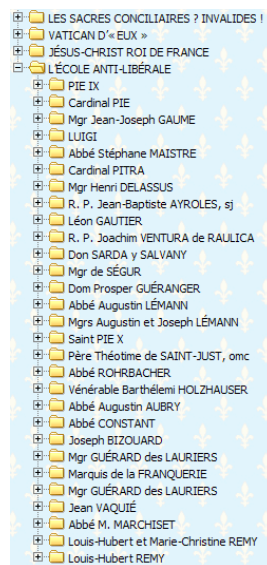 LES SACRES CONCILIAIRES ? INVALIDES !
VATICAN D'« EUX »
JÉSUS-CHRIST ROI DE FRANCE
L'ÉCOLE ANTI-LIBÉRALE
PIE IX
Cardinal PIE
Mgr Jean-Joseph GAUME
LUIGI
Abbé Stéphane MAISTRE
Cardinal PITRA
Mgr Henri DELASSUS
R. P. Jean-Baptiste AYROLES, sj
Léon GAUTIER
R. P. Joachim VENTURA de RAULICA
Don SARDA y SALVANY
Mgr de SÉGUR
Dom Prosper GUÉRANGER
Abbé Augustin LÉMANN
Mgrs Augustin et Joseph LÉMANN
Saint PIE X
Père Théotime de SAINT-JUST, omc
Abbé ROHRBACHER
Vénérable Barthélemi HOLZHAUSER
Abbé Augustin AUBRY
Abbé CONSTANT
Joseph BIZOUARD
Mgr GUÉRARD des LAURIERS
Marquis de la FRANQUERIE
Mgr GUÉRARD des LAURIERS
Jean VAQUIÉ
Abbé M. MARCHISET
Louis-Hubert et Marie-Christine REMY
Louis-Hubert REMY